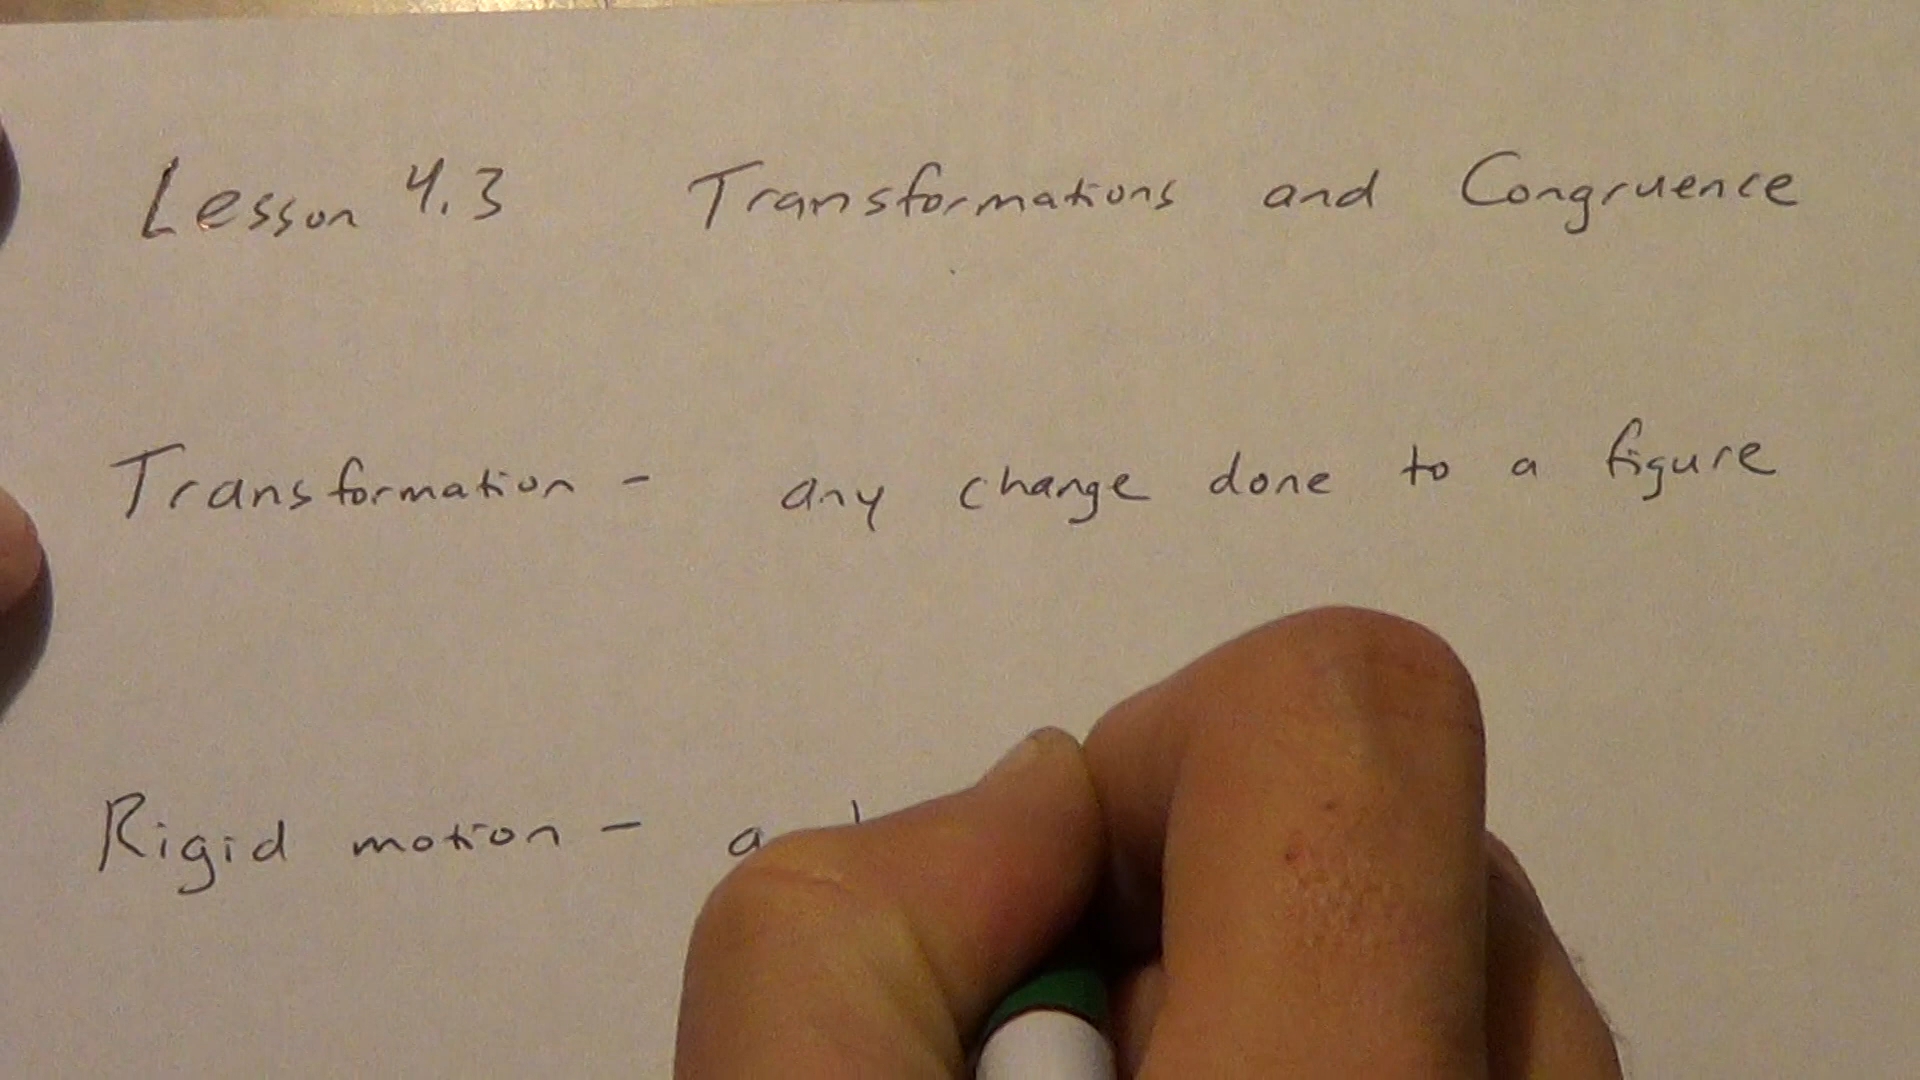 Lesson 4.3 Transformations and Congruence
Transformation - any change done to a figure
Rigid motion - a